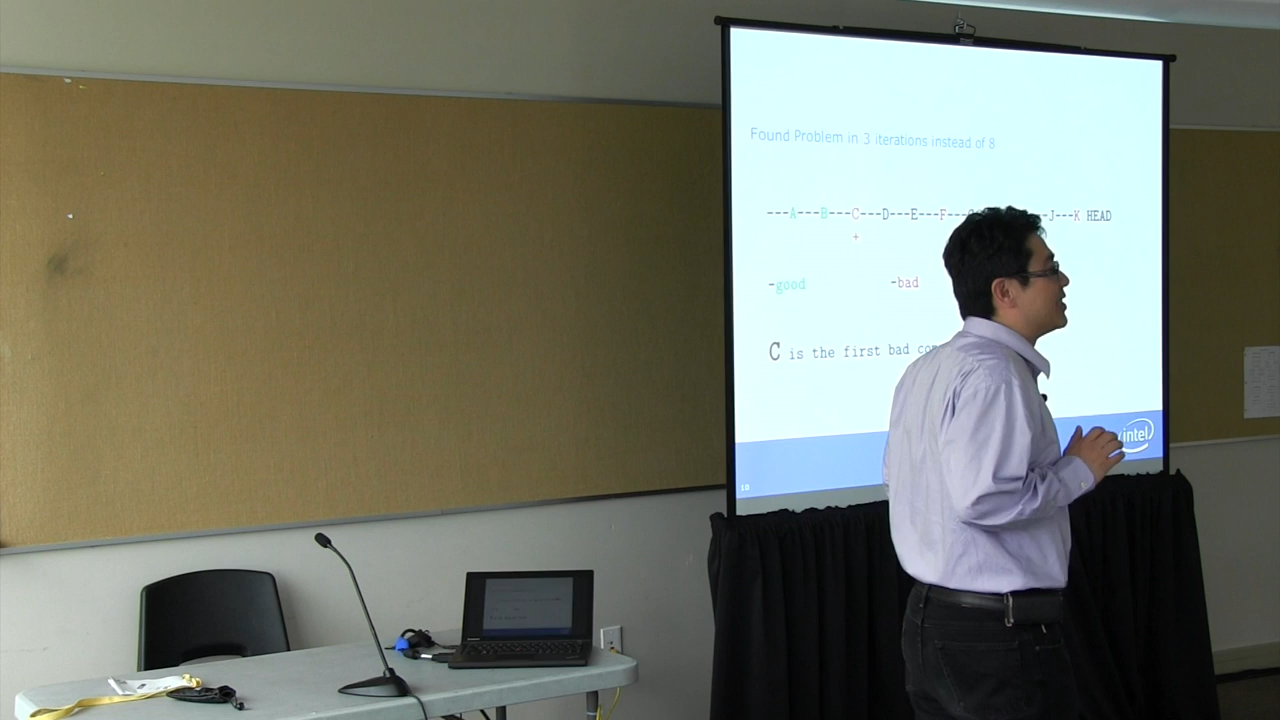 Found Problem in 3 iterations instead of 8
---A---B---C---D---E---F--- J---K HEAD
+
-good -bad
C is the first bad
intel
10